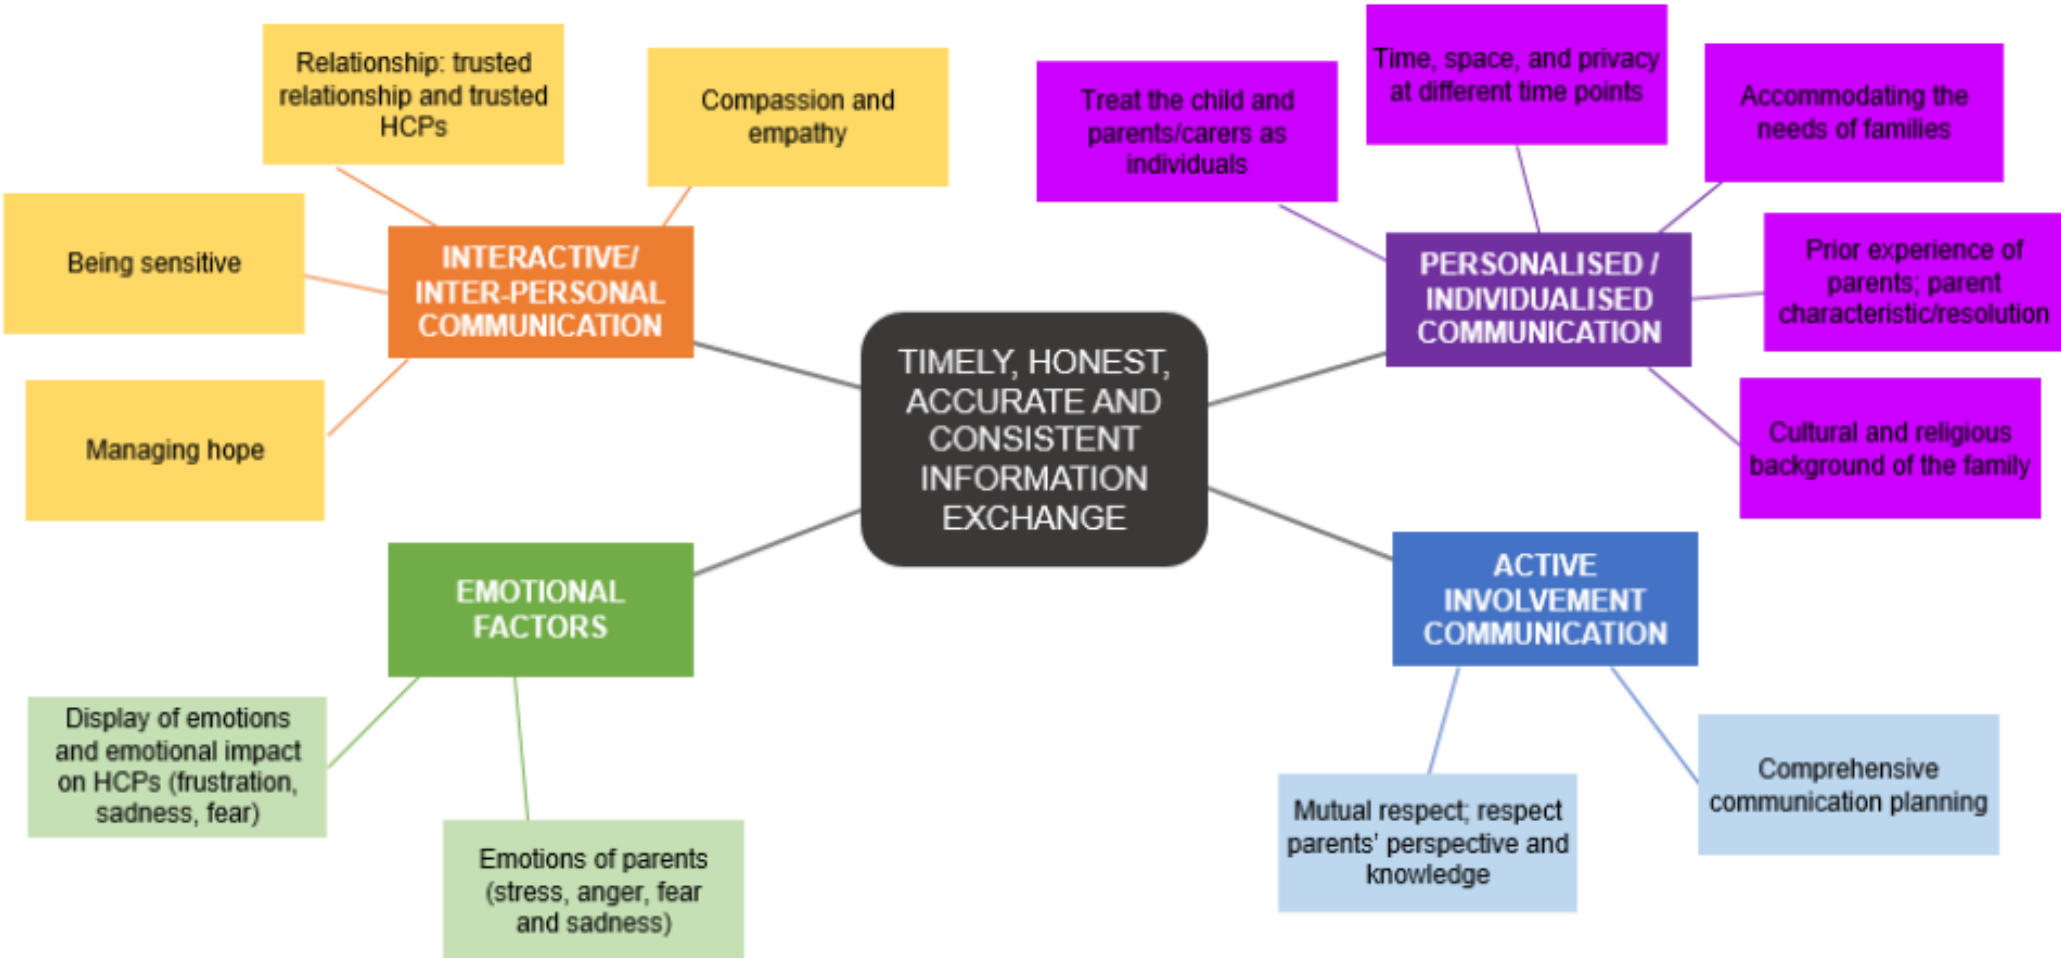 Relationship: trusted
relationship and trusted
HCPs
Compassion and
empathy
Being sensitive
INTERACTIVE/
INTER-PERSONAL
COMMUNICATION
Managing hope
Treat the child and
parents/carers as
individuals
Time, space, and privacy
at different time points
Accommodating the
needs of families
PERSONALISED /
INDIVIDUALISED
COMMUNICATION
Prior experience of
parents; parent
characteristic/resolution
Cultural and religious
background of the family
TIMELY, HONEST,
ACCURATE AND
CONSISTENT
INFORMATION
EXCHANGE
EMOTIONAL
FACTORS
Display of emotions
and emotional impact
on HCPs (frustration,
sadness, fear)
Emotions of parents
(stress, anger, fear
and sadness)
ACTIVE
INVOLVEMENT
COMMUNICATION
Mutual respect; respect
parents' perspective and
knowledge
Comprehensive
communication planning